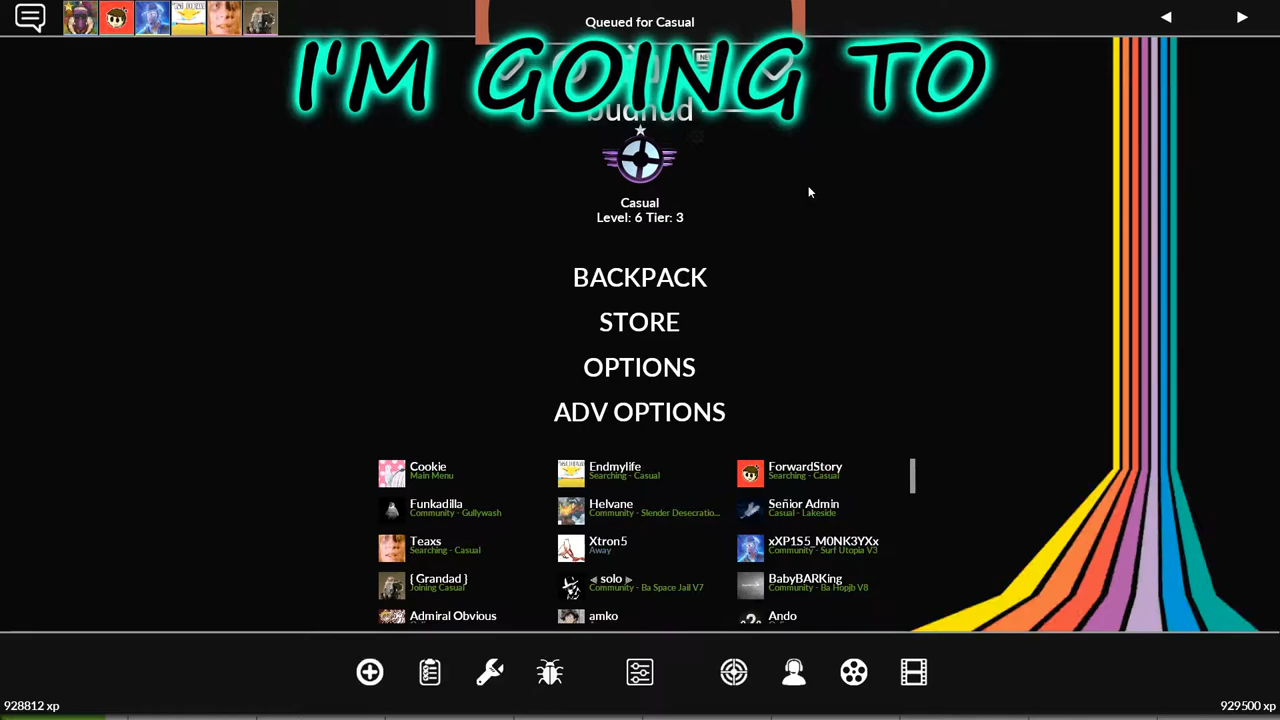 Queued for Casual
I'M GOING TO
NEW
budhud
Casual
Level: 6 Tier: 3
BACKPACK
STORE
OPTIONS
ADV OPTIONS
Cookie
Main Menu
Endmylife
Searching - Casual
ForwardStory
Searching - Casual
Funkadilla
Community - Gullywash
Helvane
Community - Slender Desecratio...
Señior Admin
Casual - Lakeside
Teaxs
Searching - Casual
Xtron5
Away
xXP1S5_M0NK3YXx
Community - Surf Utopia V3
{ Grandad }
Joining Casual
◄ solo ►
Community - Ba Space Jail V7
BabyBARKing
Community - Ba Hopjb V8
Admiral Obvious
amko
Ando
928812 xp
929500 xp